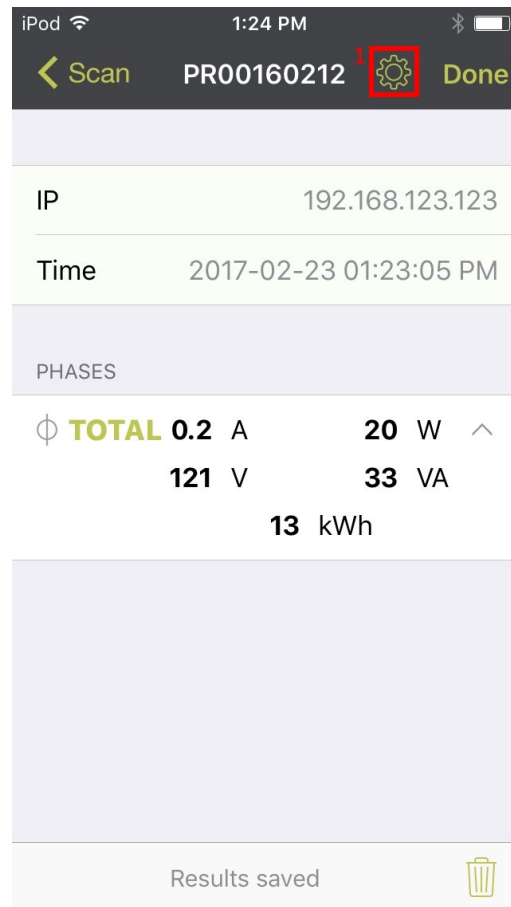 iPod 1:24 PM
Scan PR00160212 1 Done
IP 192.168.123.123
Time 2017-02-23 01:23:05 PM
PHASES
TOTAL 0.2 A 20 W
121 V 33 VA
13 kWh
Results saved